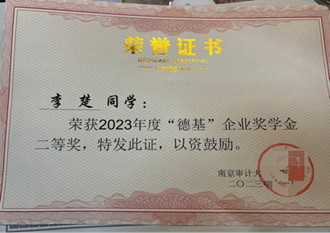 荣誉证书
李楚 同学：
荣获2023年度“德基”企业奖学金
二等奖，特发此证，以资鼓励。
南京审计大
二〇二三